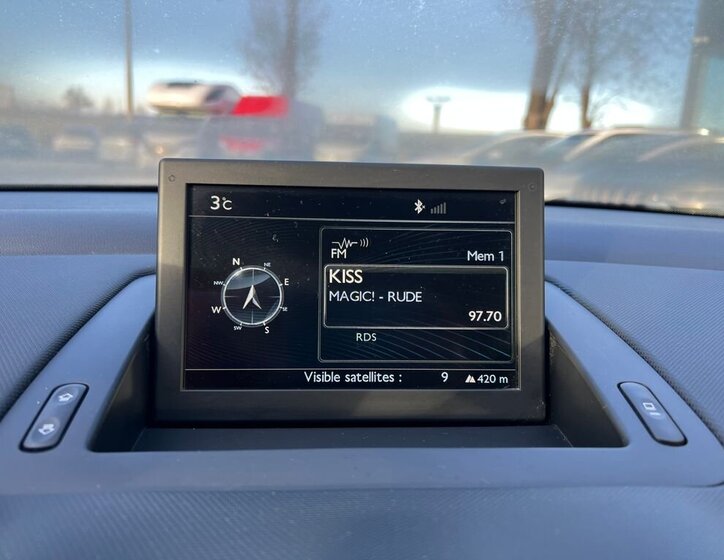 3°C
FM
Mem 1
KISS
MAGIC! - RUDE
97.70
RDS
N
NE
E
SE
S
SW
W
NW
Visible satellites : 9 420 m